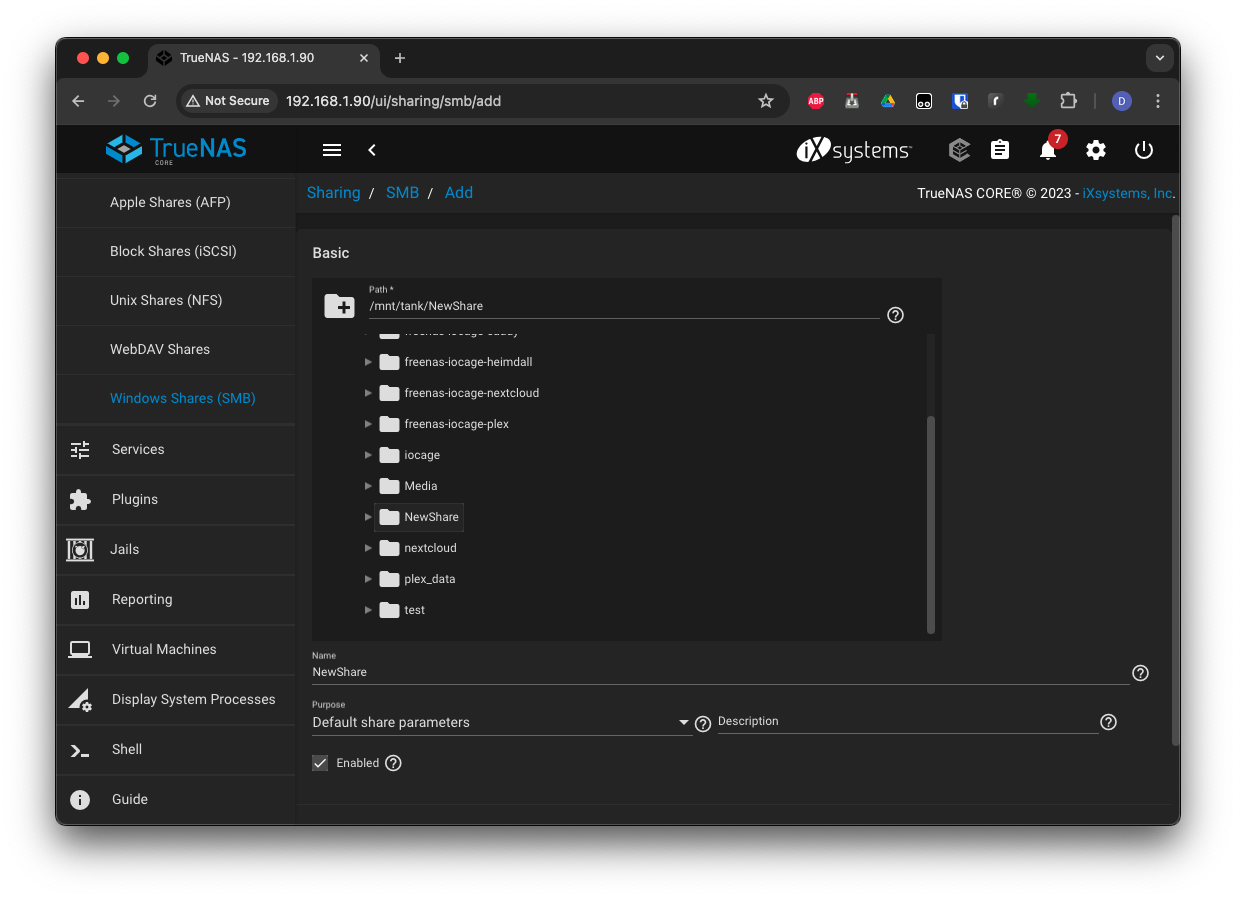 TrueNAS - 192.168.1.90
Not Secure
192.168.1.90/ui/sharing/smb/add
ABP
D
TrueNAS
CORE
iXsystems™
7
Sharing / SMB / Add
TrueNAS CORE® © 2023 - iXsystems, Inc.
Apple Shares (AFP)
Block Shares (iSCSI)
Unix Shares (NFS)
WebDAV Shares
Windows Shares (SMB)
Services
Plugins
Jails
Reporting
Virtual Machines
Display System Processes
Shell
Guide
Basic
Path *
/mnt/tank/NewShare
freenas-iocage-heimdall
freenas-iocage-nextcloud
freenas-iocage-plex
iocage
Media
NewShare
nextcloud
plex_data
test
Name
NewShare
Purpose
Default share parameters
Description
Enabled